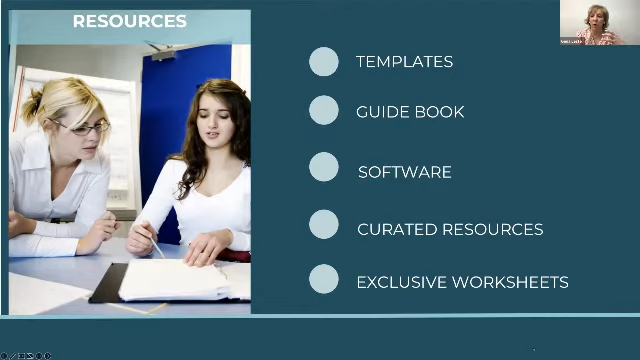 RESOURCES
TEMPLATES
GUIDE BOOK
SOFTWARE
CURATED RESOURCES
EXCLUSIVE WORKSHEETS